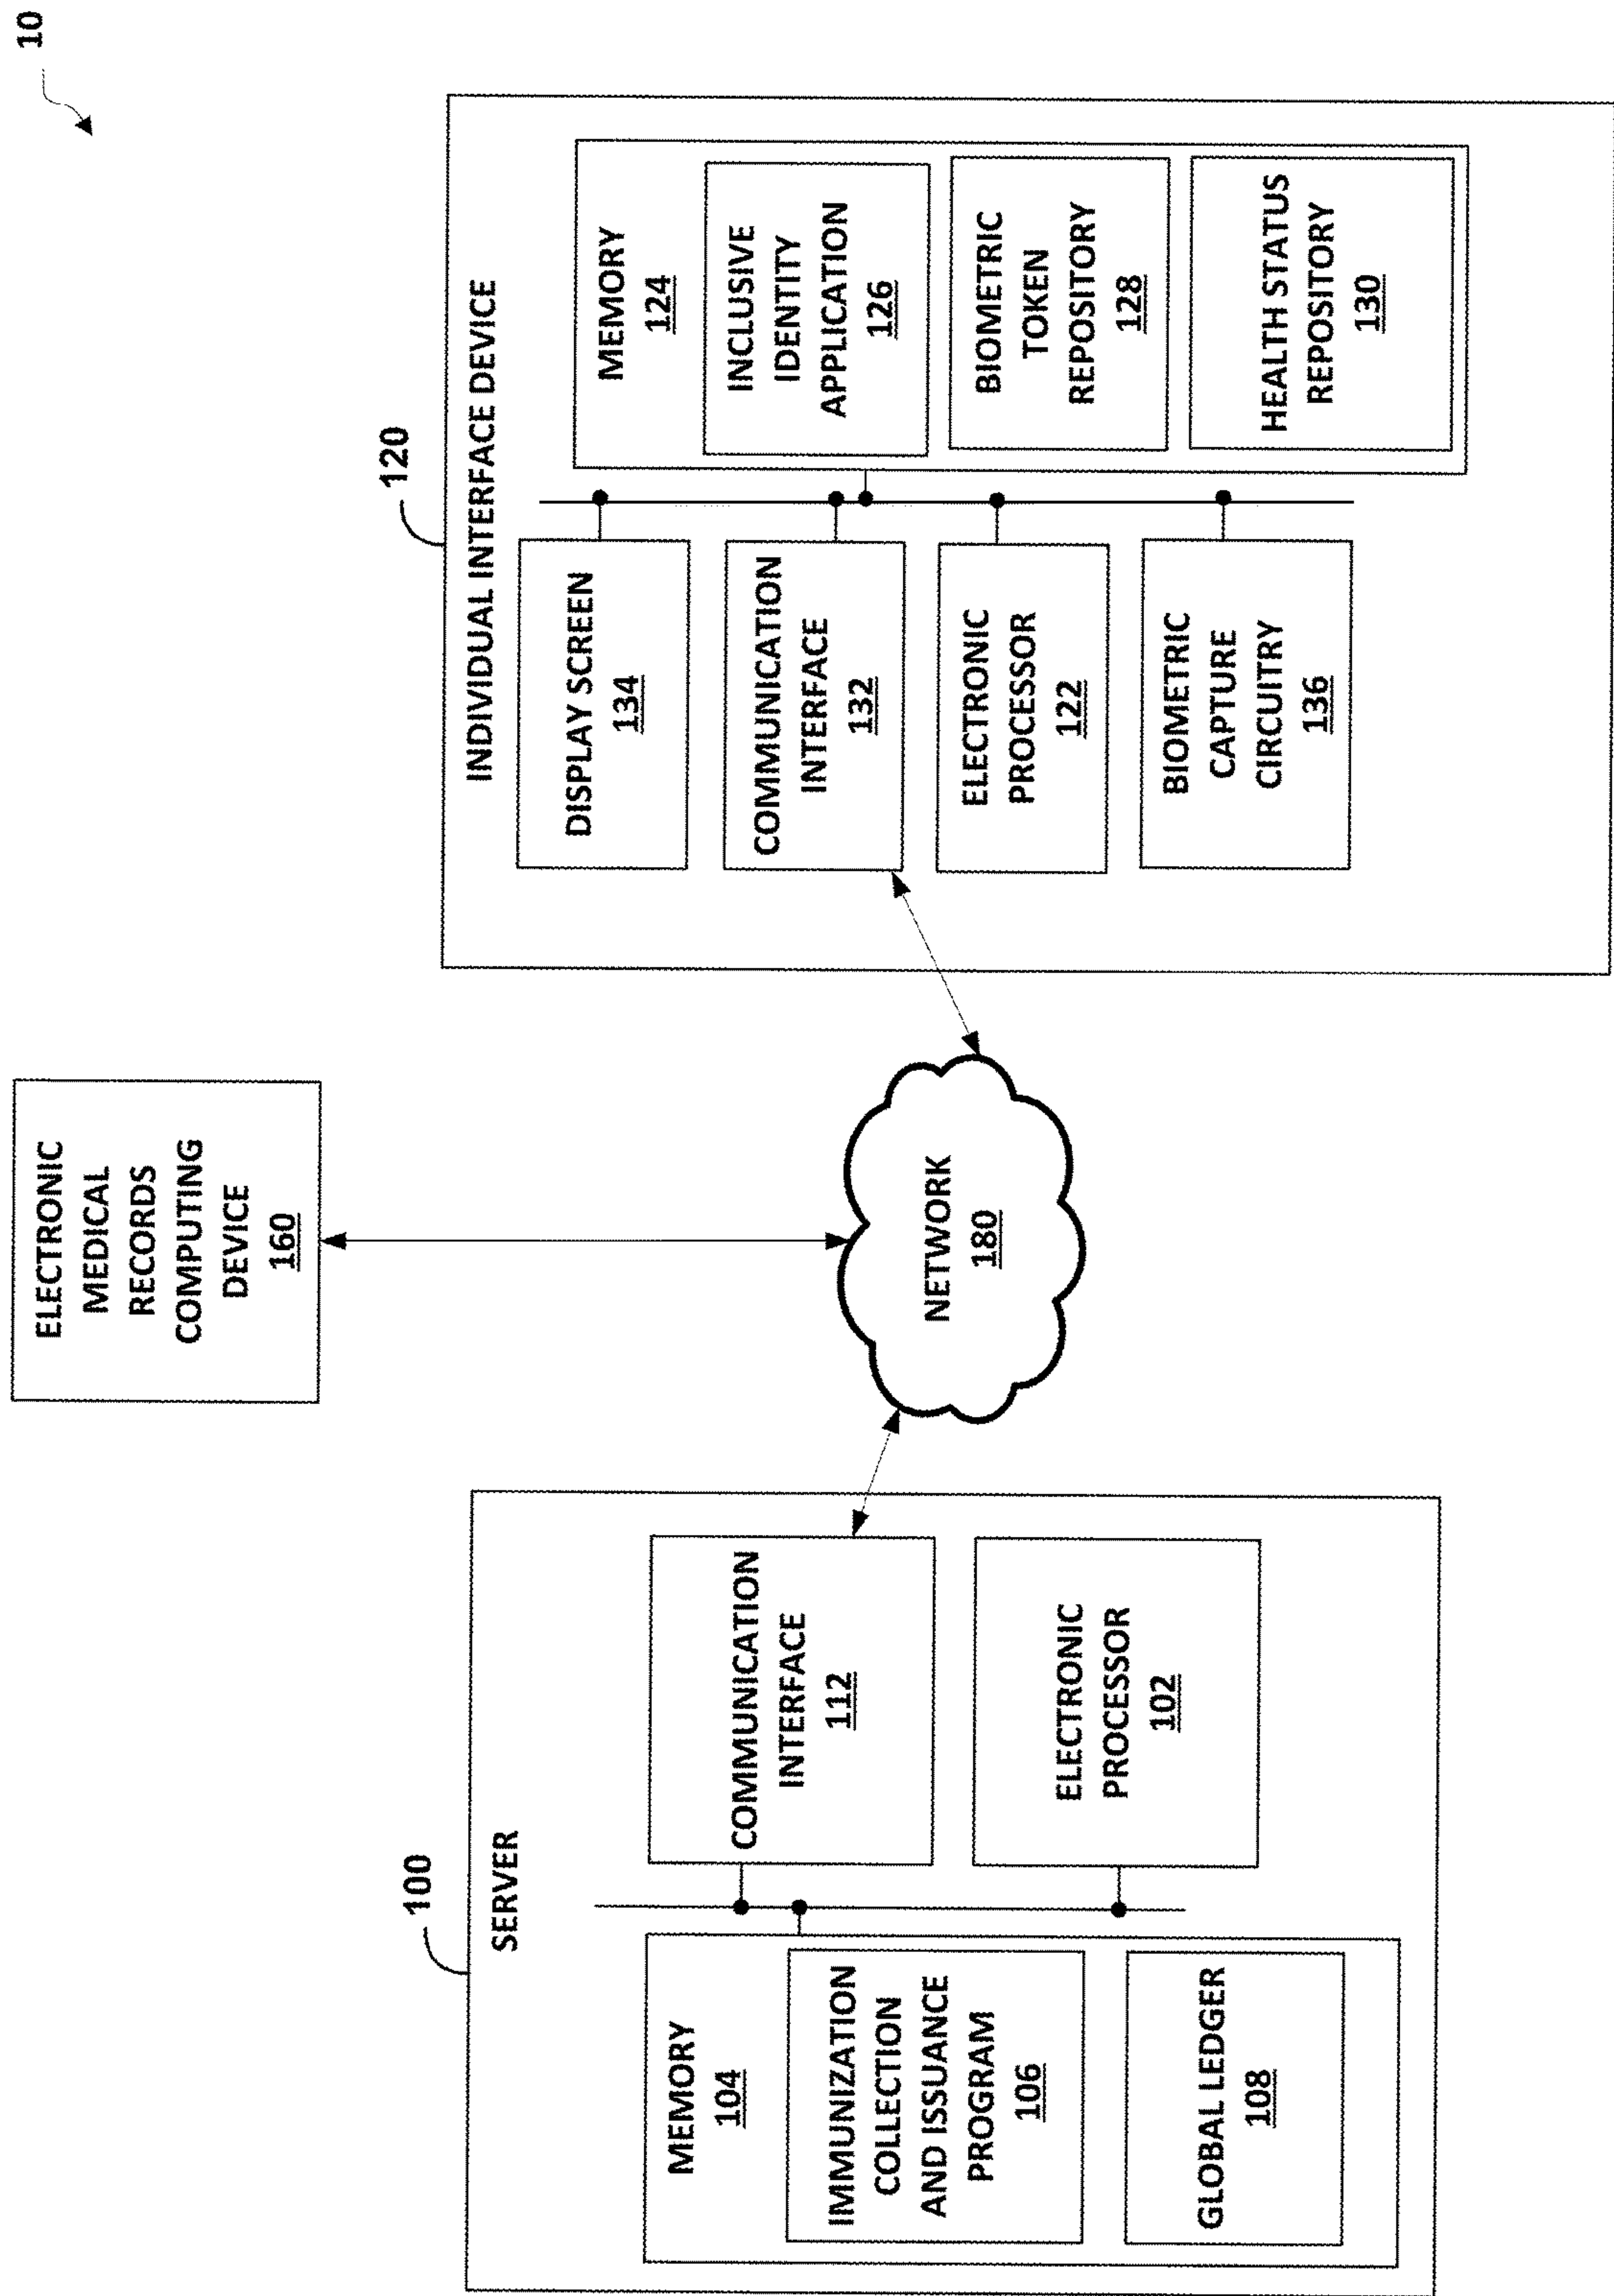 10
ELECTRONIC
MEDICAL
RECORDS
COMPUTING
DEVICE
160
100
SERVER
MEMORY
104
IMMUNIZATION
COLLECTION
AND ISSUANCE
PROGRAM
106
GLOBAL LEDGER
108
COMMUNICATION
INTERFACE
112
ELECTRONIC
PROCESSOR
102
NETWORK
180
120
INDIVIDUAL INTERFACE DEVICE
DISPLAY SCREEN
134
COMMUNICATION
INTERFACE
132
ELECTRONIC
PROCESSOR
122
BIOMETRIC
CAPTURE
CIRCUITRY
136
MEMORY
124
INCLUSIVE
IDENTITY
APPLICATION
126
BIOMETRIC
TOKEN
REPOSITORY
128
HEALTH STATUS
REPOSITORY
130